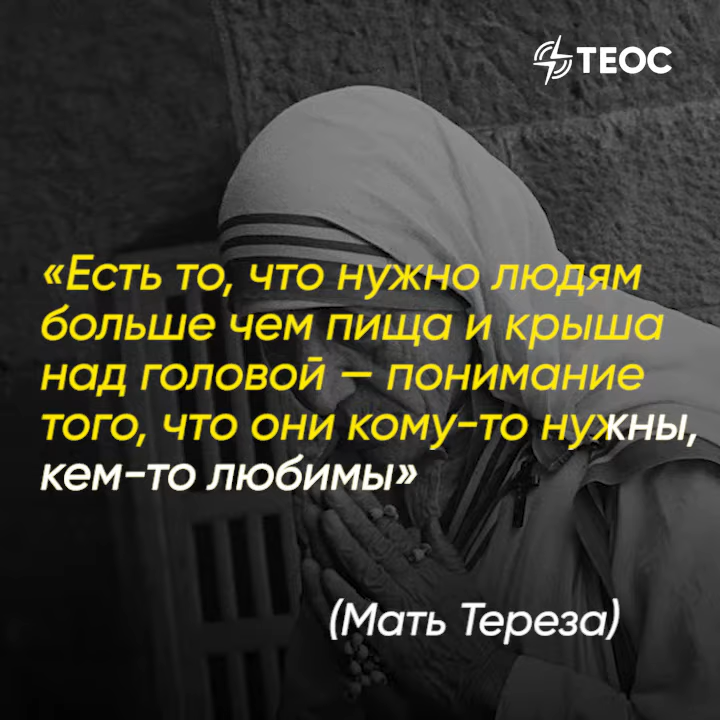 ТЕОС
«Есть то, что нужно людям
больше чем пища и крыша
над головой — понимание
того, что они кому-то нужны,
кем-то любимы»
(Мать Тереза)